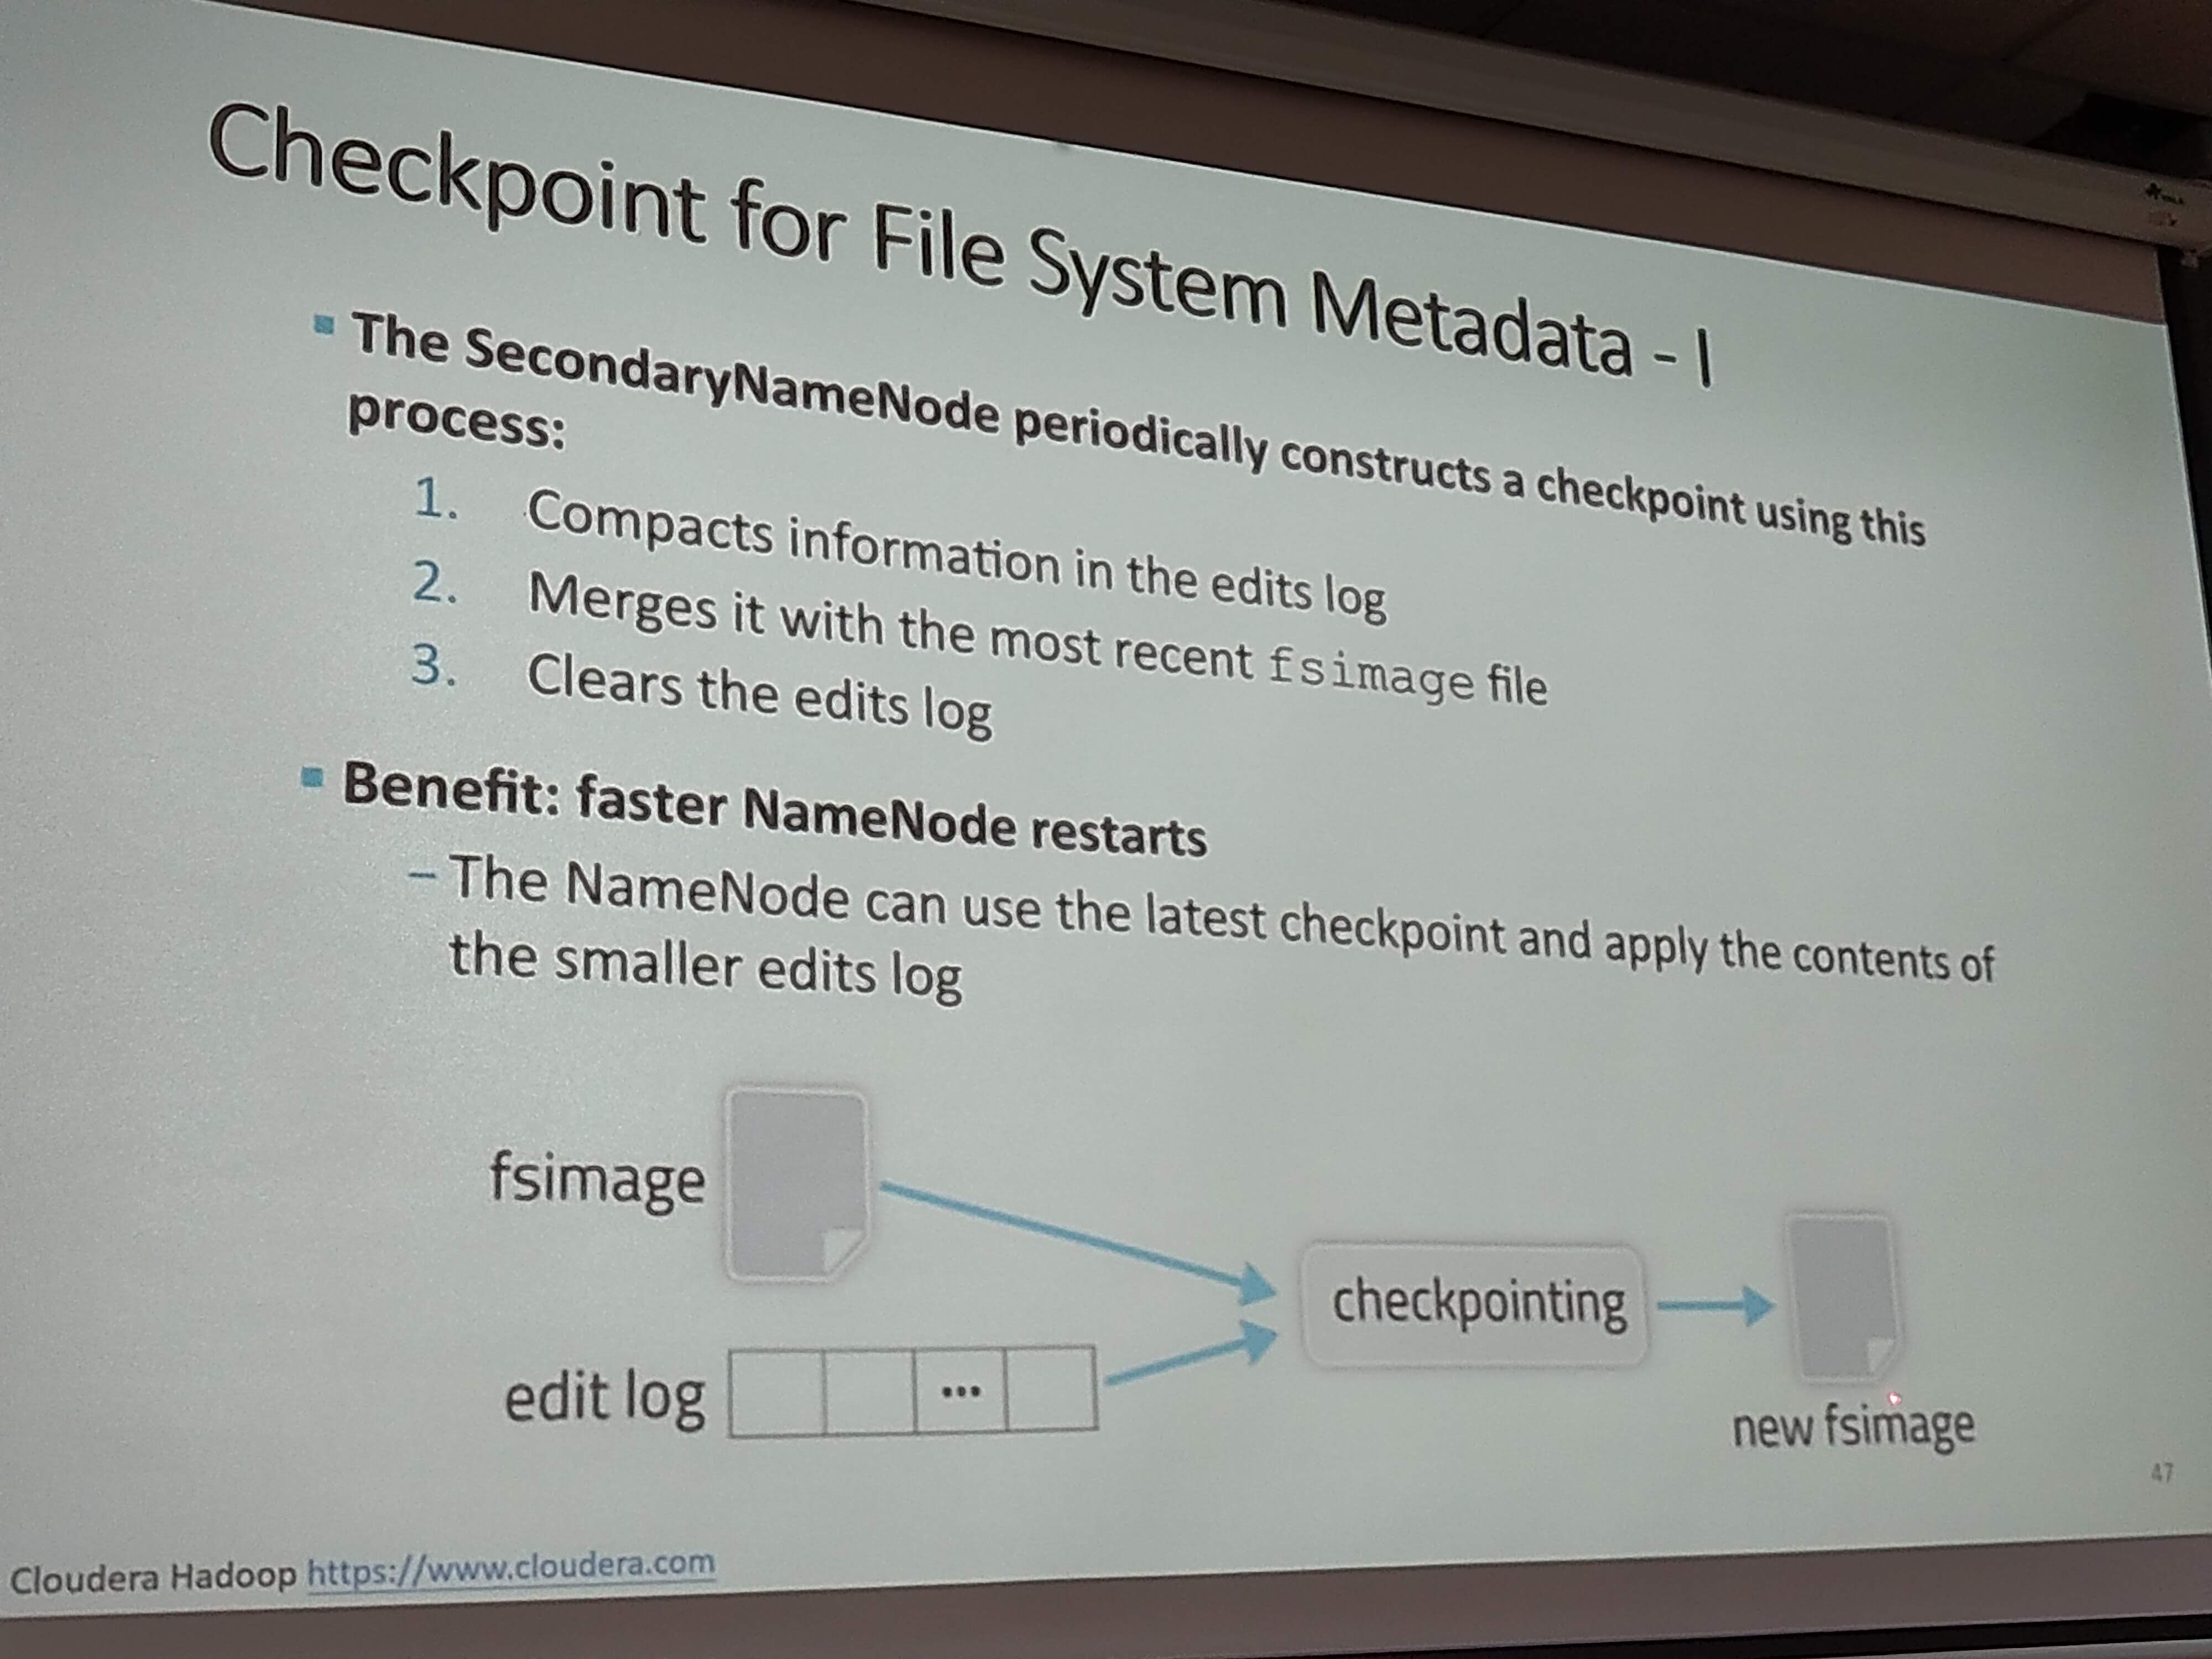 Checkpoint for File System Metadata - I
▪ The SecondaryNameNode periodically constructs a checkpoint using this
process:
1. Compacts information in the edits log
2. Merges it with the most recent fsimage file
3. Clears the edits log
▪ Benefit: faster NameNode restarts
– The NameNode can use the latest checkpoint and apply the contents of
the smaller edits log
fsimage
checkpointing
edit log
...
new fsimage
47
Cloudera Hadoop https://www.cloudera.com